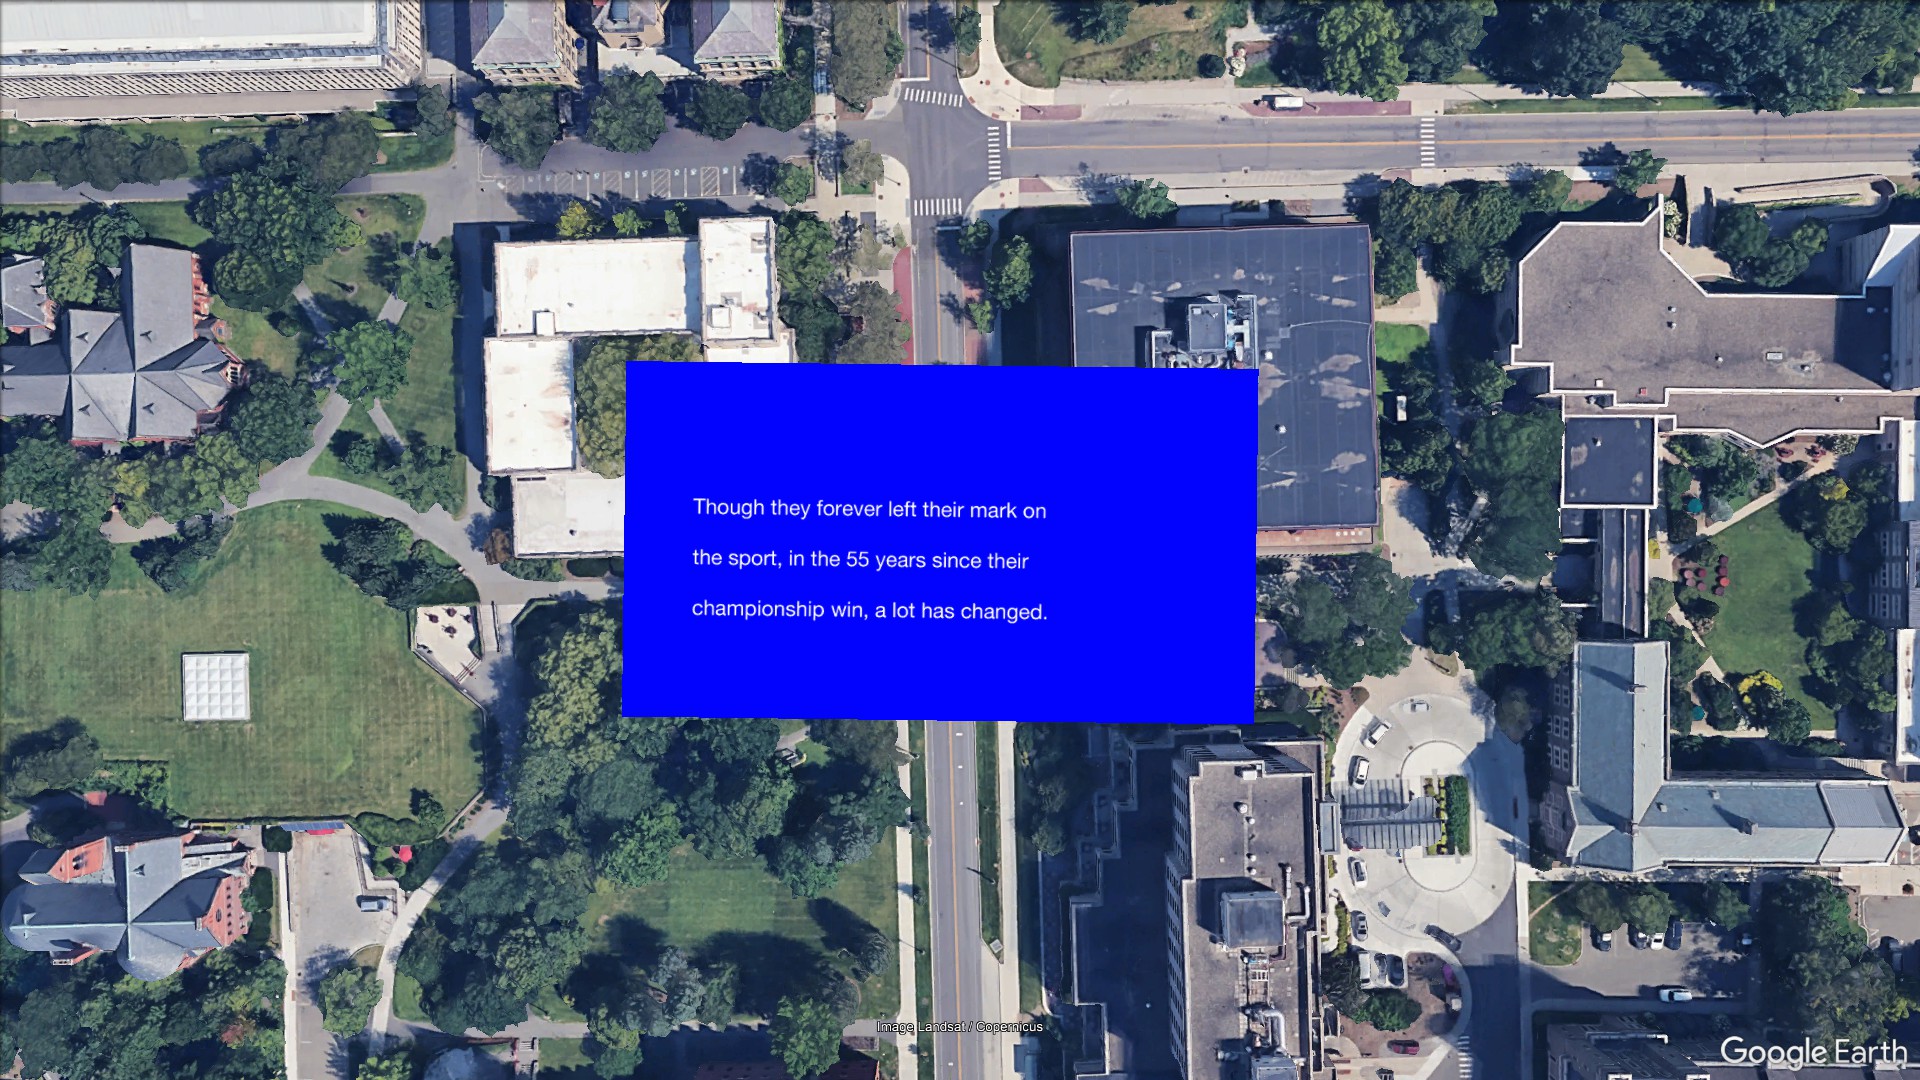 Though they forever left their mark on
the sport, in the 55 years since their
championship win, a lot has changed.
Image Landsat / Copernicus
Google Earth